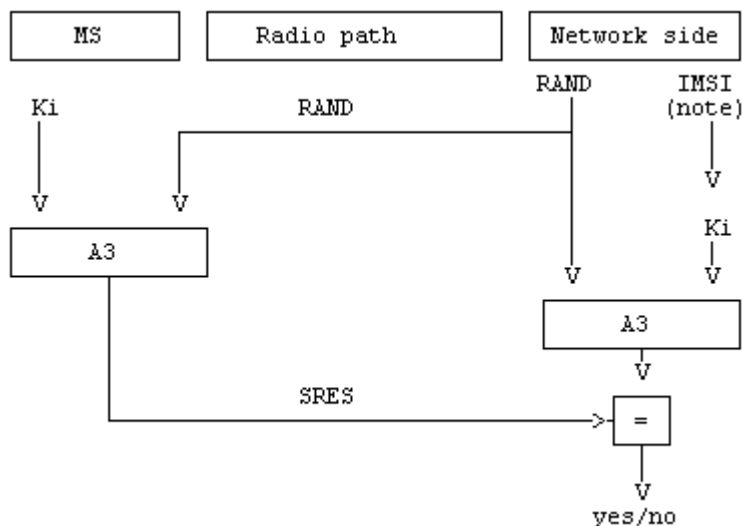 MS
Radio path
Network side
RAND
IMSI
(note)
Ki
RAND
Ki
A3
A3
SRES
=
yes/no